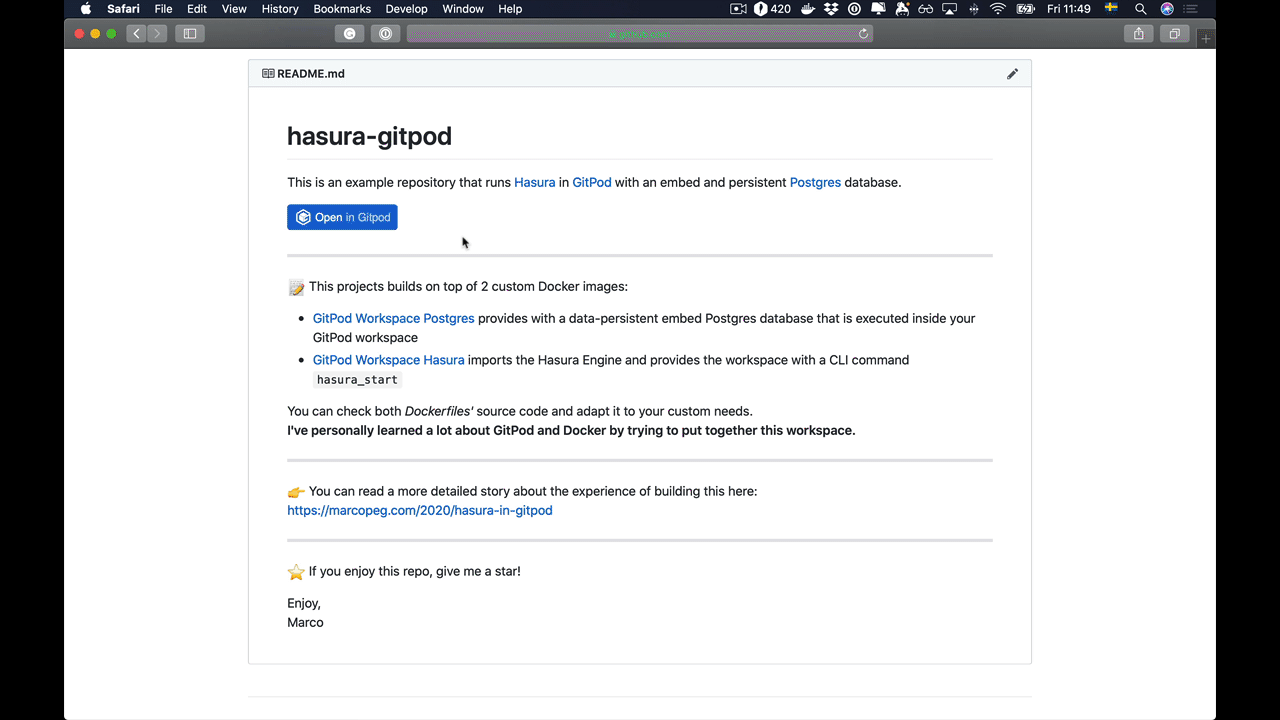 Safari File Edit View History Bookmarks Develop Window Help 420 Fri 11:49
github.com
README.md
hasura-gitpod
This is an example repository that runs Hasura in GitPod with an embed and persistent Postgres database.
Open in Gitpod
This projects builds on top of 2 custom Docker images:
• GitPod Workspace Postgres provides with a data-persistent embed Postgres database that is executed inside your
GitPod workspace
• GitPod Workspace Hasura imports the Hasura Engine and provides the workspace with a CLI command
hasura_start
You can check both Dockerfiles' source code and adapt it to your custom needs.
I've personally learned a lot about GitPod and Docker by trying to put together this workspace.
You can read a more detailed story about the experience of building this here:
https://marcopeg.com/2020/hasura-in-gitpod
If you enjoy this repo, give me a star!
Enjoy,
Marco